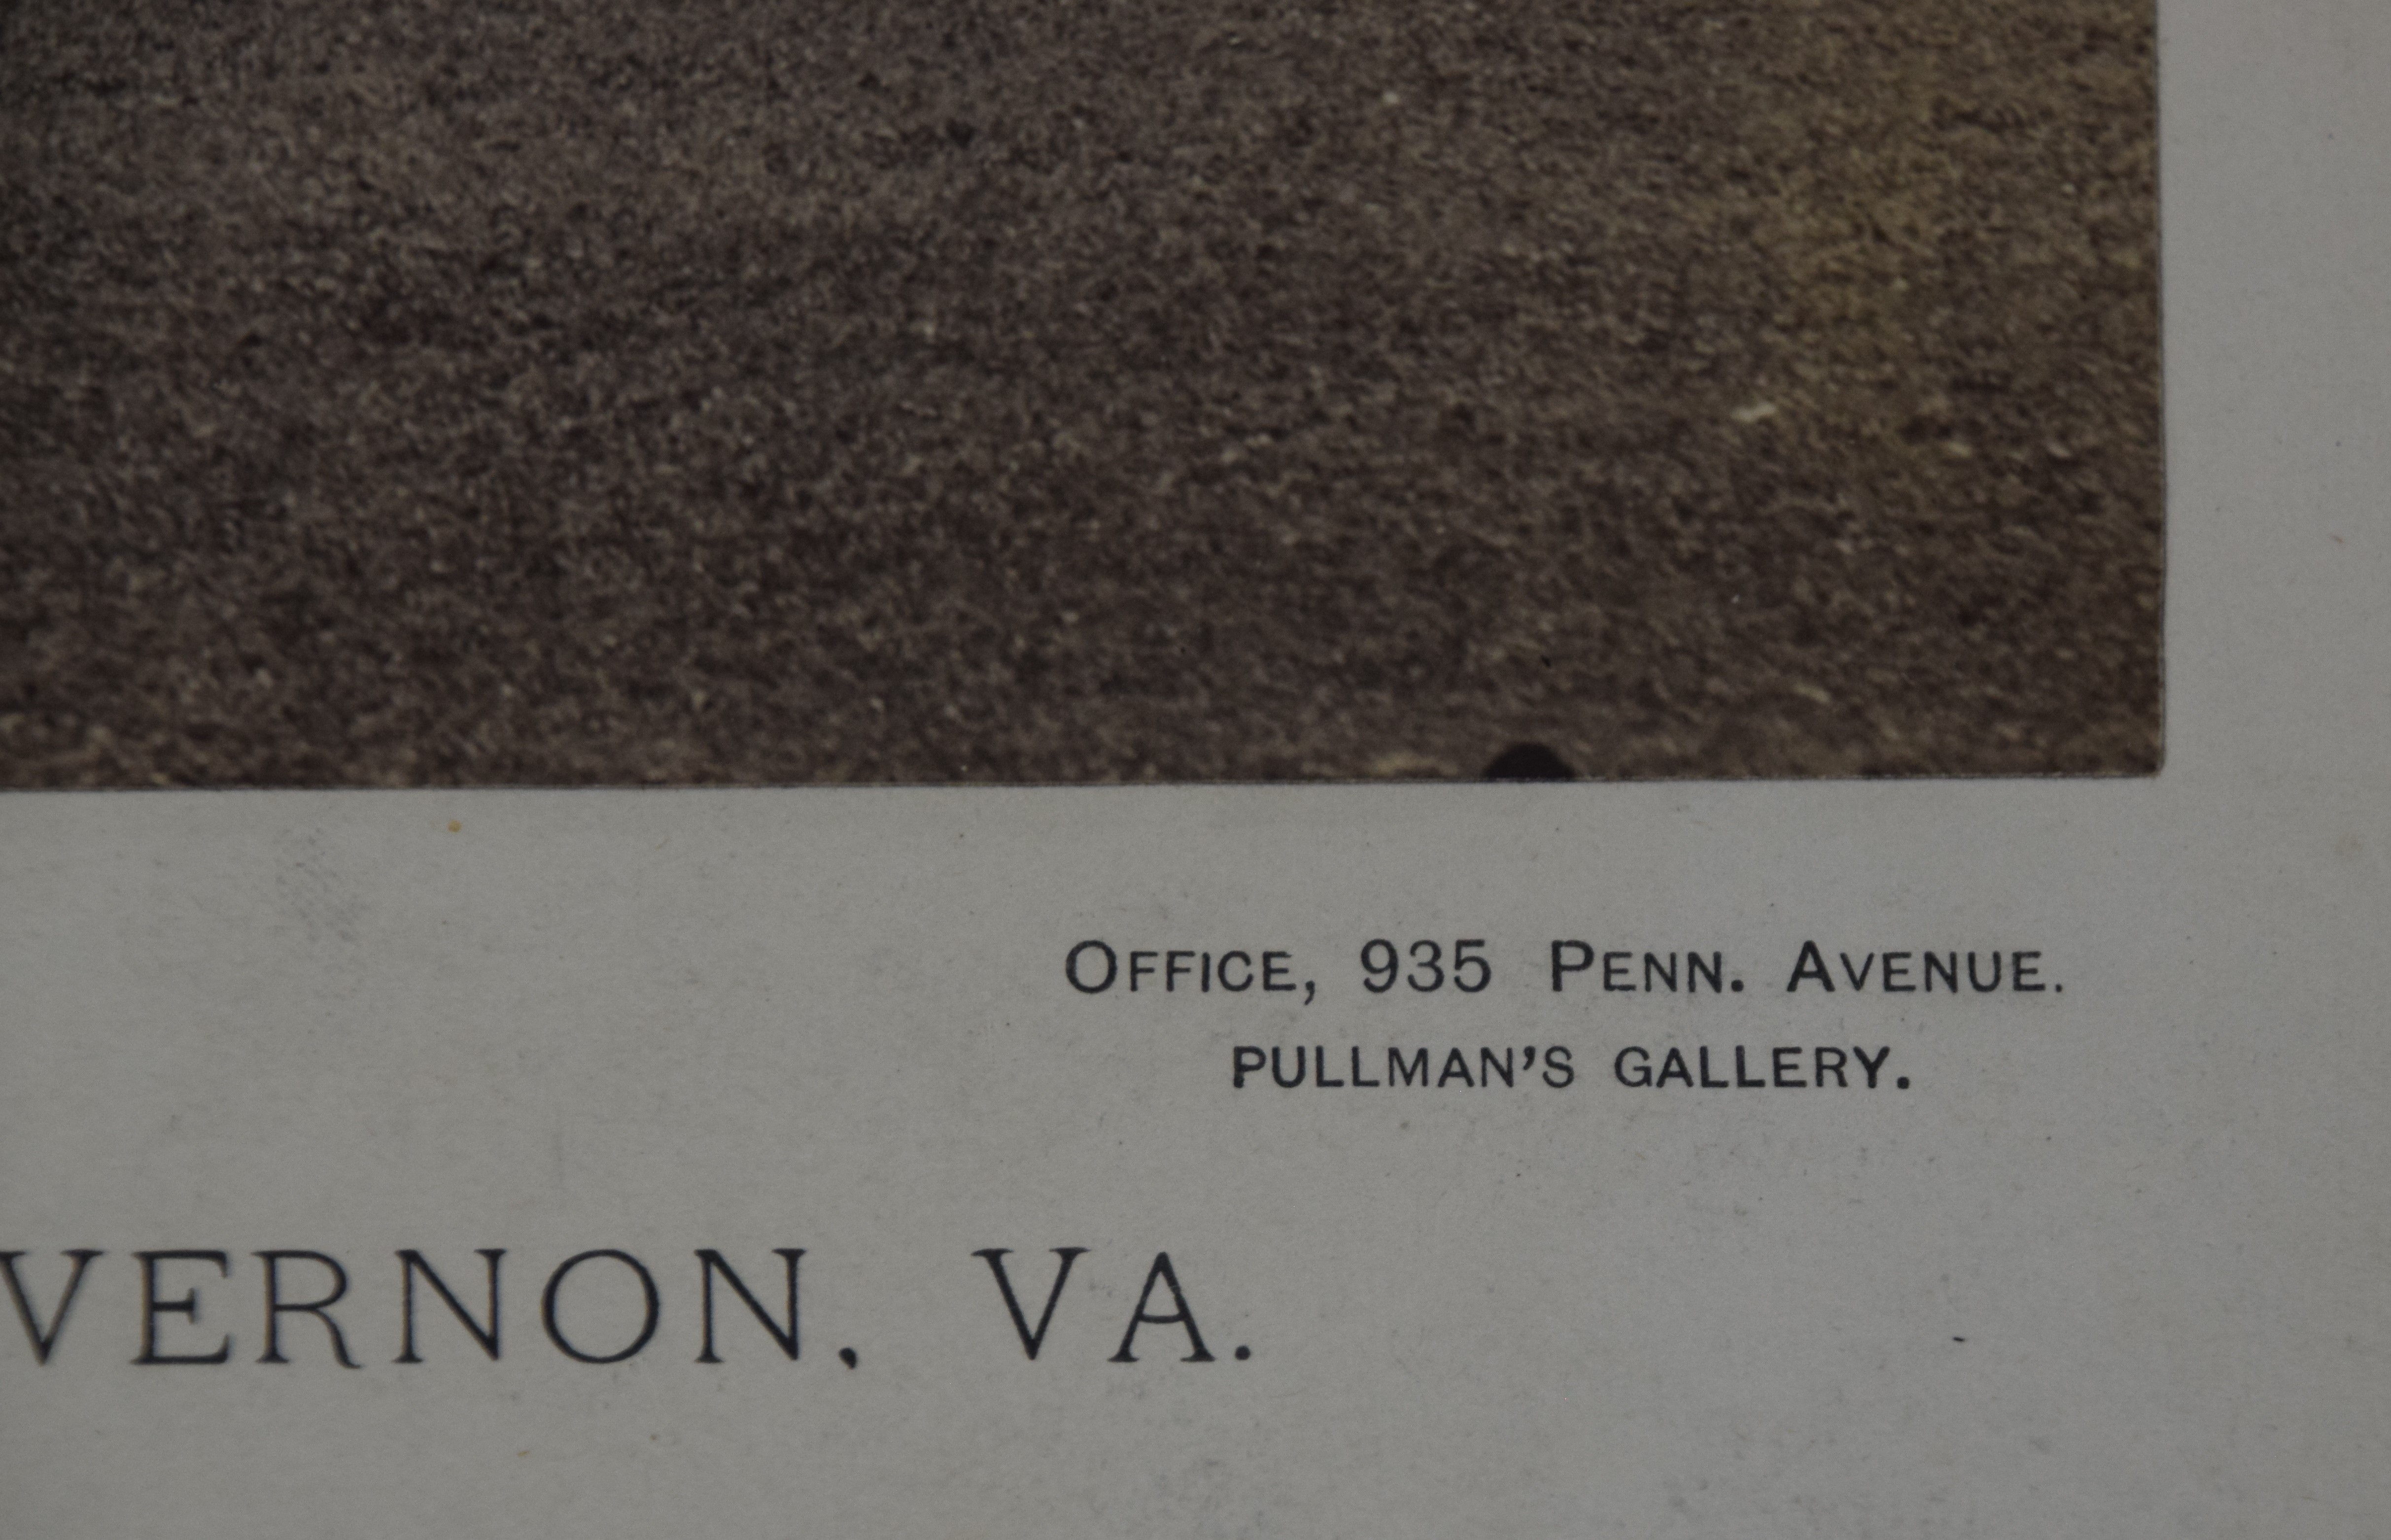 Office, 935 Penn. Avenue.
PULLMAN'S GALLERY.
VERNON, VA.